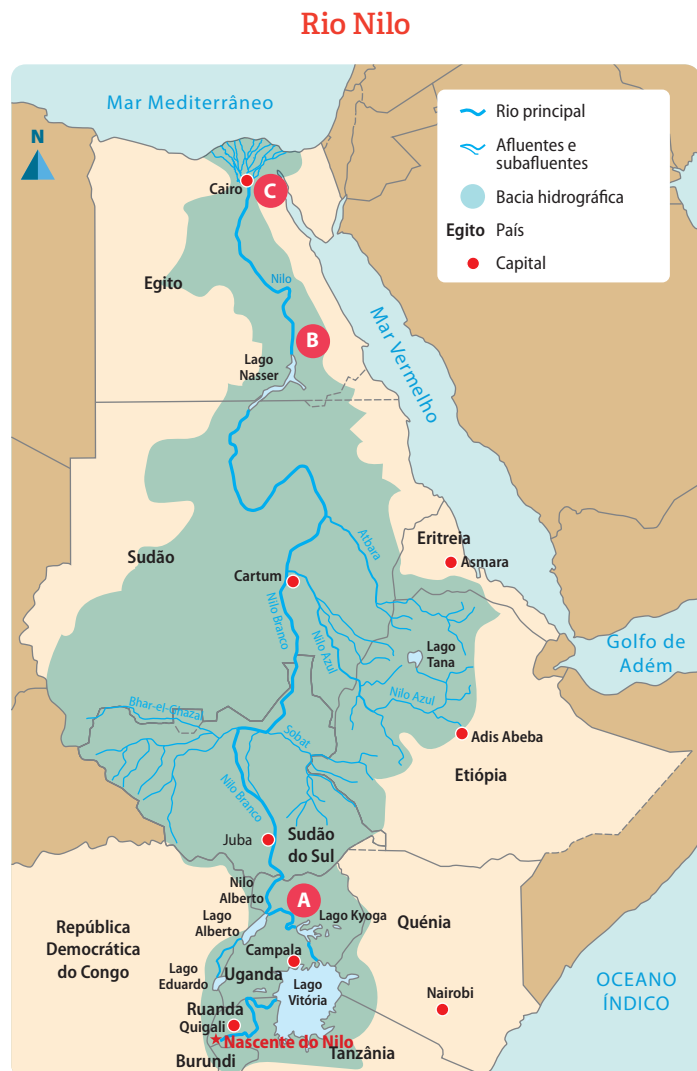 Rio Nilo
Mar Mediterrâneo
N
Rio principal
Afluentes e
subafluentes
Bacia hidrográfica
Egito País
Capital
Cairo
C
Egito
Nilo
B
Lago
Nasser
Mar Vermelho
Sudão
Atbara
Eritreia
Asmara
Cartum
Nilo Branco
Nilo Azul
Lago
Tana
Golfo de
Adém
Nilo Azul
Bhar-el-Ghazal
Sobat
Adis Abeba
Etiópia
Nilo Branco
Juba
Sudão
do Sul
Nilo
Alberto
A
Lago
Alberto
Lago Kyoga
Quénia
República
Democrática
do Congo
Campala
Lago
Eduardo
Uganda
Lago
Vitória
OCEANO
ÍNDICO
Nairobi
Ruanda
Quigali
Nascente do Nilo
Burundi
Tanzânia